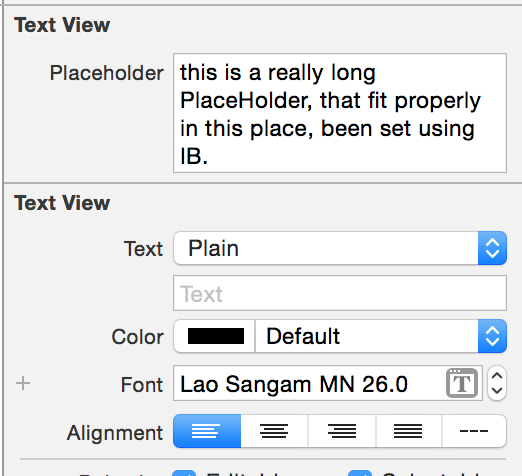 Text View
Placeholder
this is a really long
PlaceHolder, that fit properly
in this place, been set using
IB.
Text View
Text Plain
Text
Color Default
Font Lao Sangam MN 26.0 T
Alignment